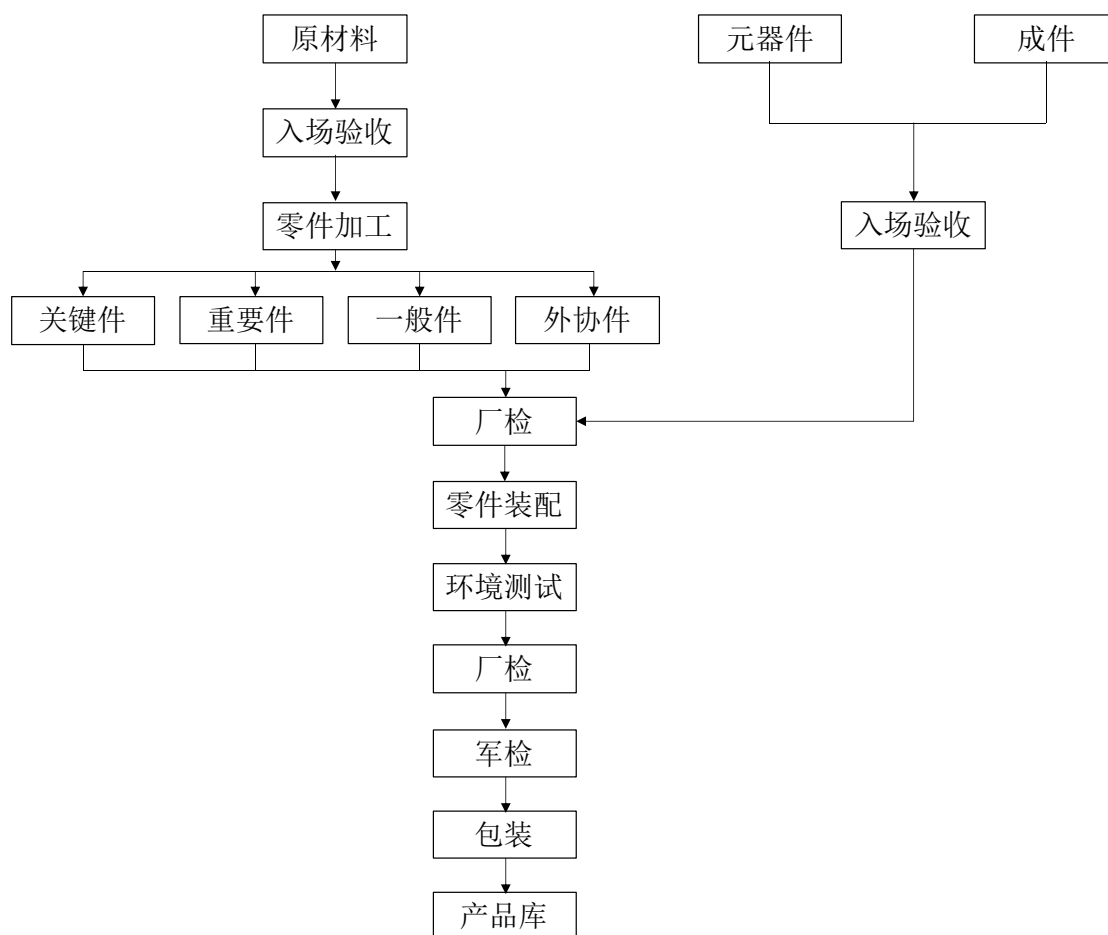 原材料
元器件
成件
入场验收
零件加工
入场验收
关键件
重要件
一般件
外协件
厂检
零件装配
环境测试
厂检
军检
包装
产品库